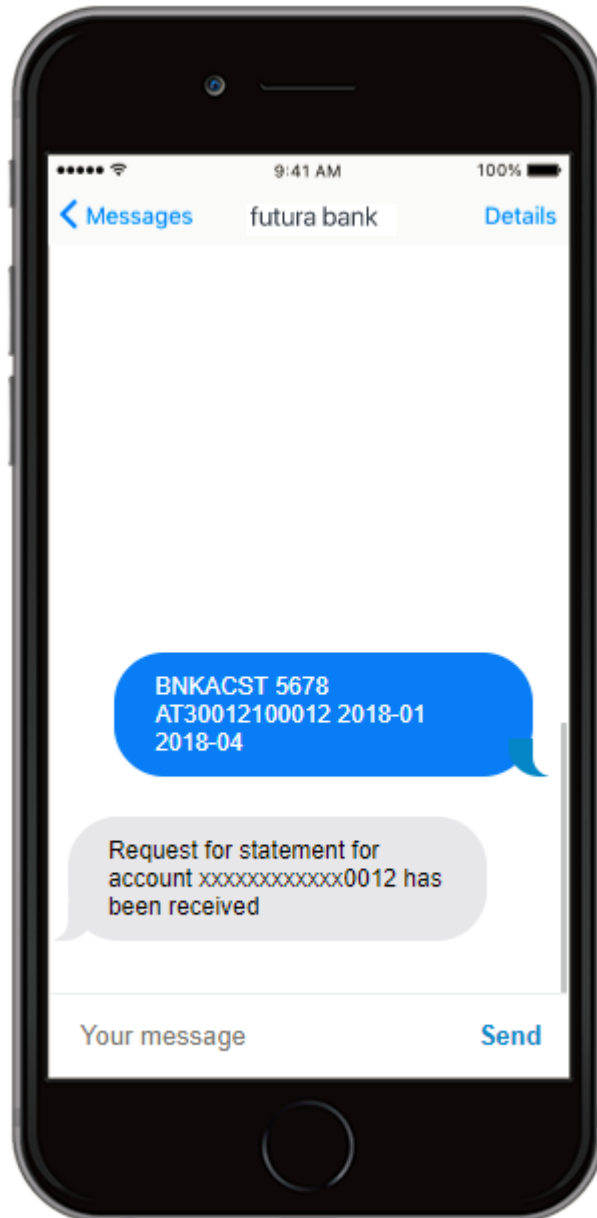 9:41 AM
100%
Messages
futura bank
Details
BNKACST 5678
AT30012100012 2018-01
2018-04
Request for statement for
account xxxxxxxxxxxx0012 has
been received
Your message
Send